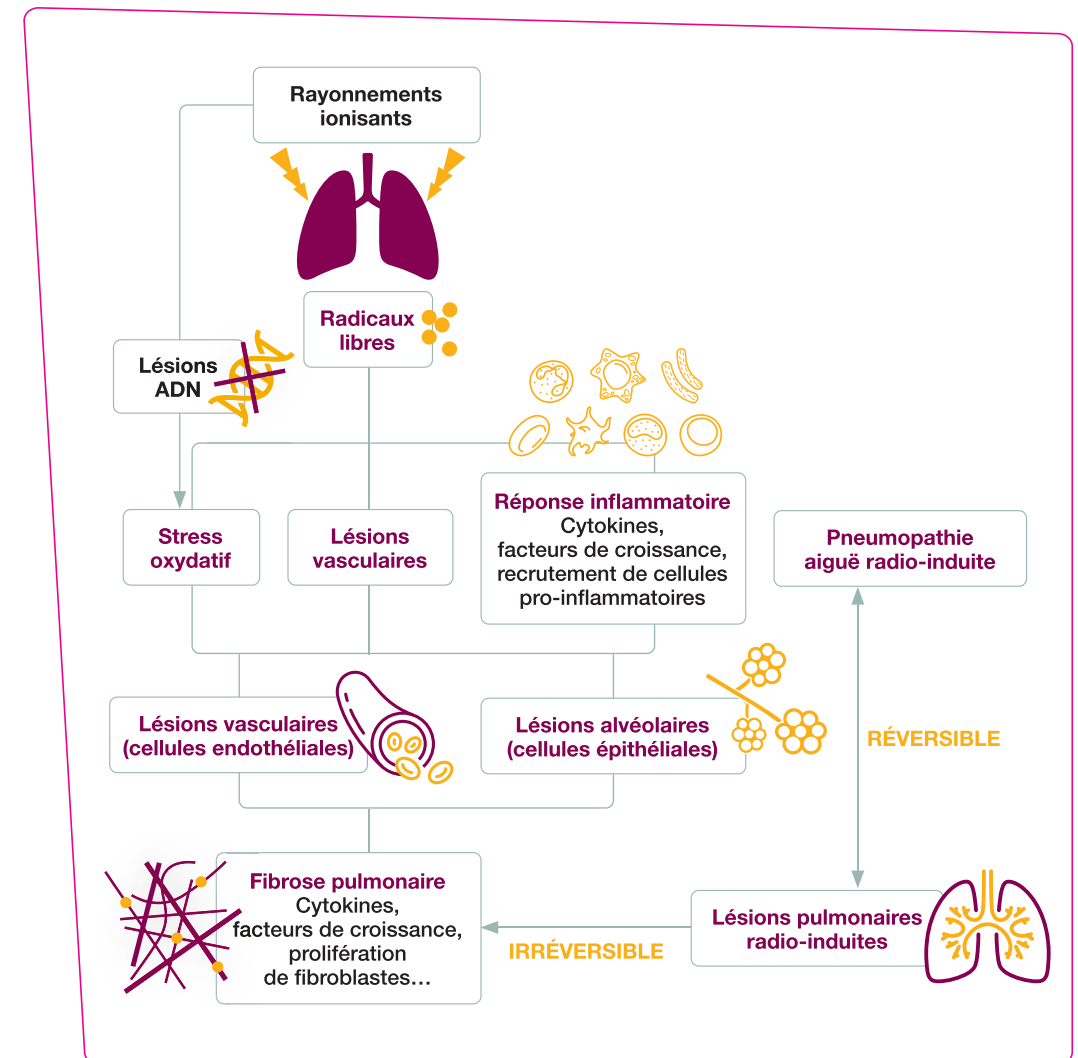 Rayonnements
ionisants
Radicaux
libres
Lésions
ADN
Stress
oxydatif
Lésions
vasculaires
Réponse inflammatoire
Cytokines,
facteurs de croissance,
recrutement de cellules
pro-inflammatoires
Pneumopathie
aiguë radio-induite
Lésions vasculaires
(cellules endothéliales)
Lésions alvéolaires
(cellules épithéliales)
RÉVERSIBLE
Fibrose pulmonaire
Cytokines,
facteurs de croissance,
prolifération
de fibroblastes…
IRRÉVERSIBLE
Lésions pulmonaires
radio-induites